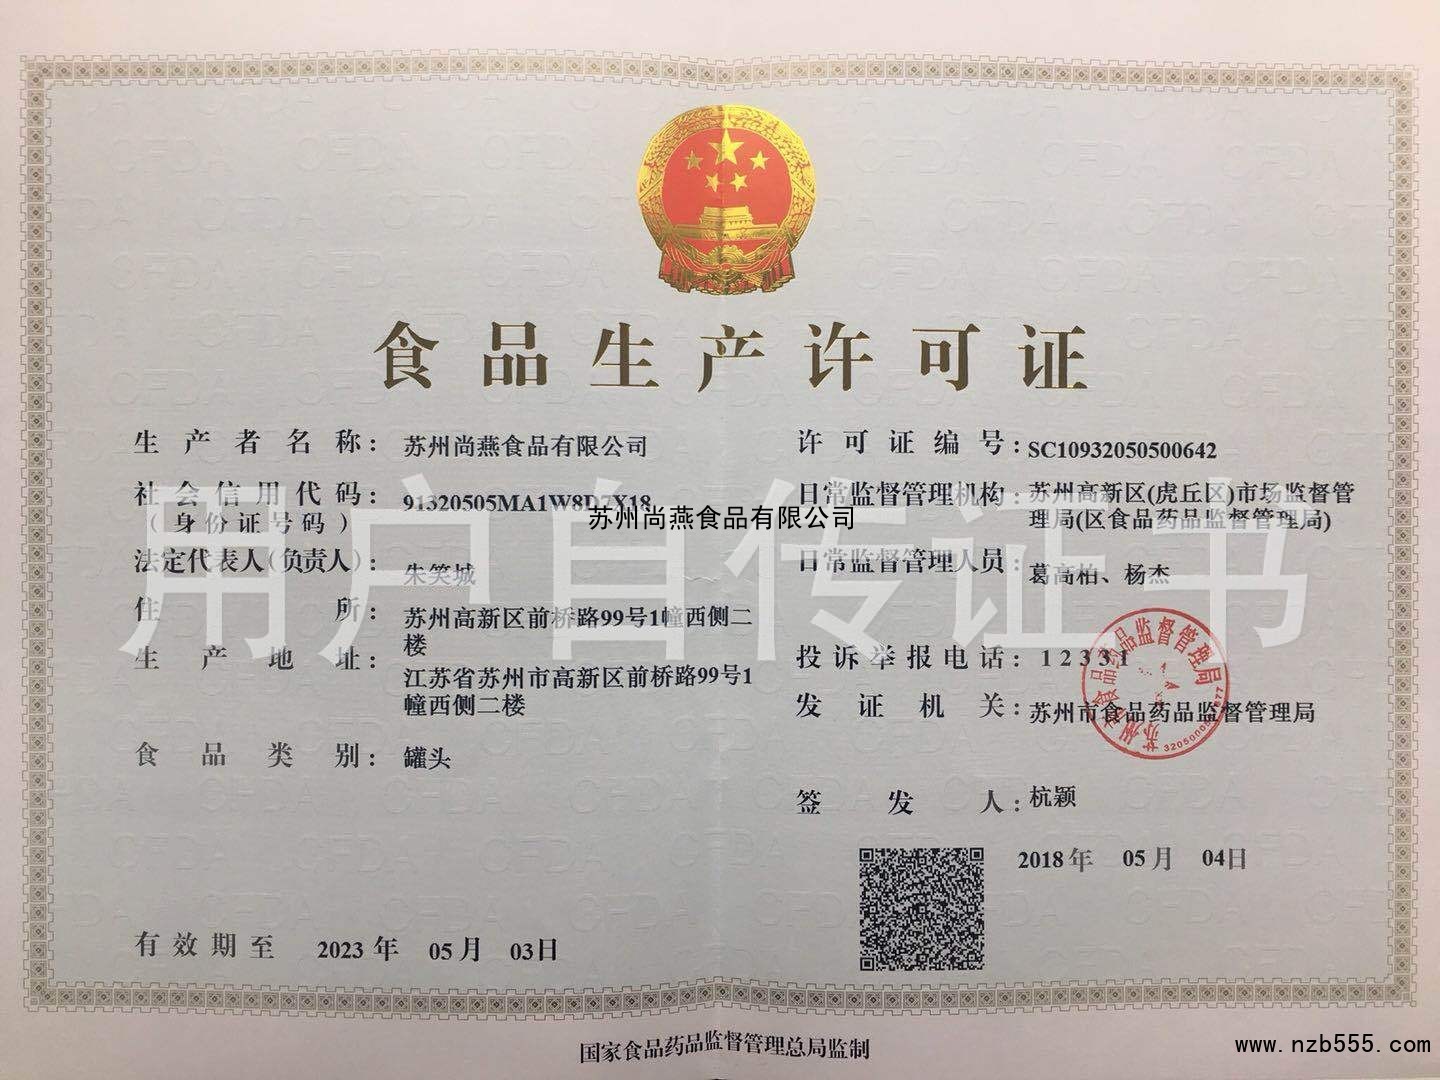 食品生产许可证
生产者名称：苏州尚燕食品有限公司
社会信用代码：91320505MA1W8D7X18
（身份证号码）
法定代表人（负责人）：朱笑城
住所：苏州高新区前桥路99号1幢西侧二
楼
生产地址：江苏省苏州市高新区前桥路99号1
幢西侧二楼
食品类别：罐头
有效期至 2023年 05月 03日
许可证编号：SC10932050500642
日常监督管理机构：苏州高新区(虎丘区)市场监督管
理局(区食品药品监督管理局)
日常监督管理人员：葛高柏、杨杰
投诉举报电话：12331
发证机关：苏州市食品药品监督管理局
签发人：杭颖
2018年 05月 04日
国家食品药品监督管理总局监制
用户自传证书
苏州尚燕食品有限公司
www.nzb555.com